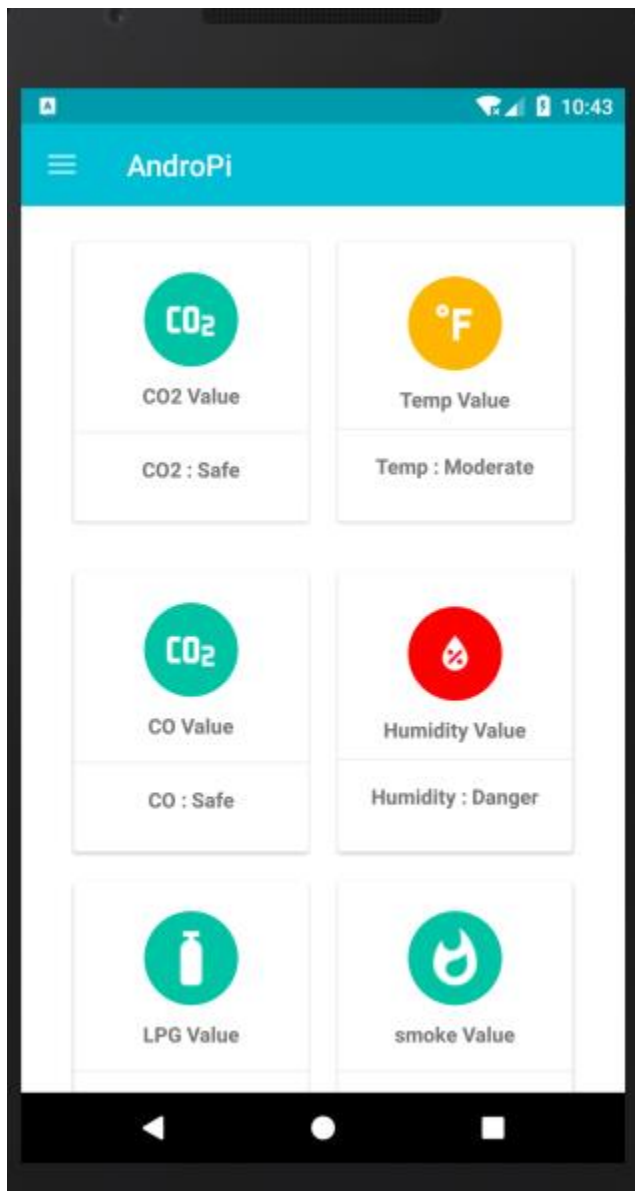 10:43
AndroPi
CO2
°F
CO2 Value
Temp Value
CO2 : Safe
Temp : Moderate
CO2
%
CO Value
Humidity Value
CO : Safe
Humidity : Danger
LPG Value
smoke Value